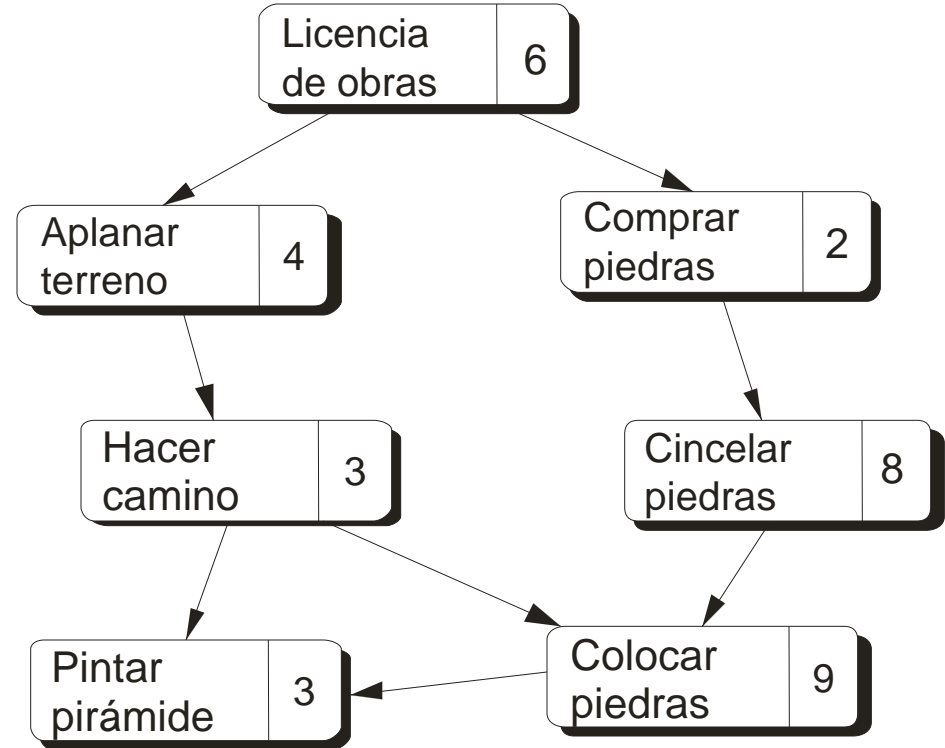 Licencia
de obras
6
Aplanar
terreno
4
Comprar
piedras
2
Hacer
camino
3
Cincelar
piedras
8
Pintar
pirámide
3
Colocar
piedras
9